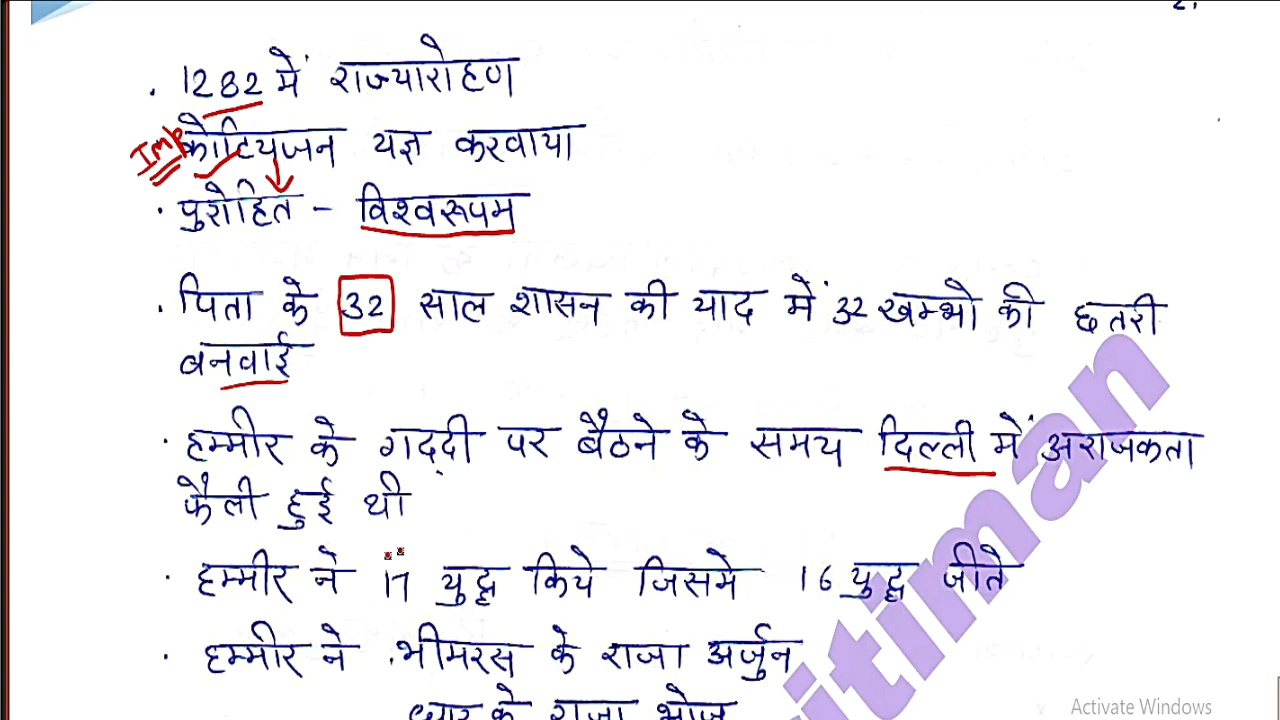 . 1282 में राज्यारोहण
Imp कोटियजन यज्ञ करवाया
. पुरोहित - विश्वरूपम
. पिता के 32 साल शासन की याद में 32 खम्भो की छतरी
बनवाई
. हम्मीर के गद्दी पर बैठने के समय दिल्ली में अराजकता
फैली हुई थी
. हम्मीर ने 17 युद्ध किये जिसमे 16 युद्ध जीते
. हम्मीर ने भीमरस के राजा अर्जुन
धार के राजा भोज
Activate Windows